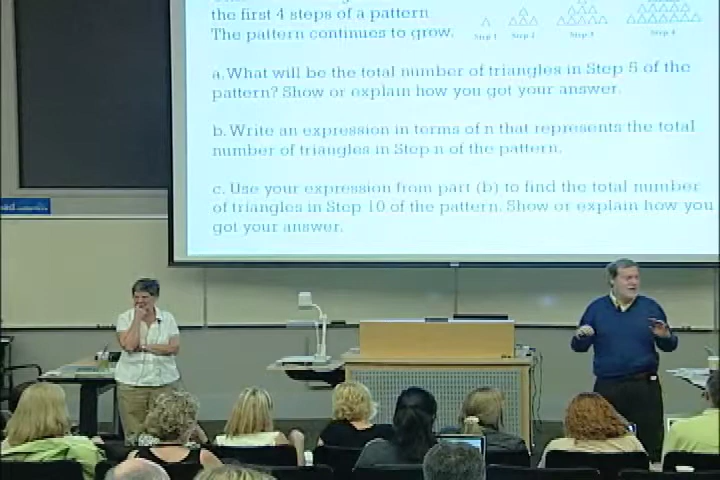 the first 4 steps of a pattern
The pattern continues to grow.
Step 1 Step 2 Step 3 Step 4
a. What will be the total number of triangles in Step 5 of the
pattern? Show or explain how you got your answer.
b. Write an expression in terms of n that represents the total
number of triangles in Step n of the pattern.
c. Use your expression from part (b) to find the total number
of triangles in Step 10 of the pattern. Show or explain how you
got your answer.